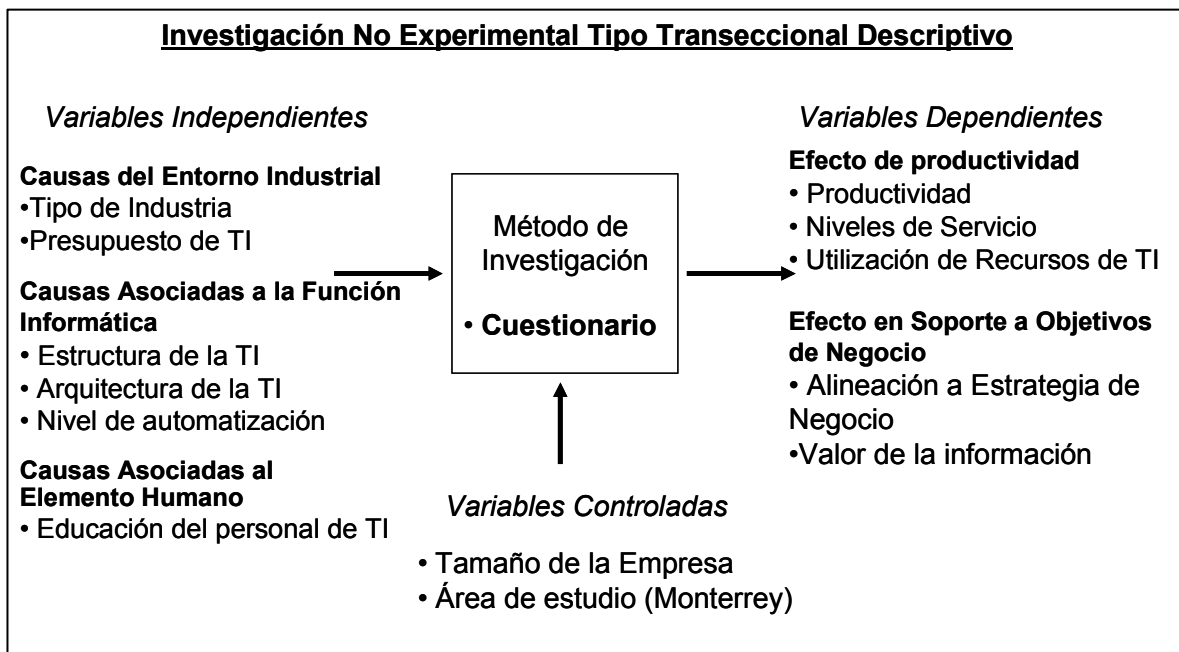 Investigación No Experimental Tipo Transeccional Descriptivo
Variables Independientes
Causas del Entorno Industrial
•Tipo de Industria
•Presupuesto de TI
Causas Asociadas a la Función
Informática
• Estructura de la TI
• Arquitectura de la TI
• Nivel de automatización
Causas Asociadas al
Elemento Humano
• Educación del personal de TI
Método de
Investigación
• Cuestionario
Variables Controladas
• Tamaño de la Empresa
• Área de estudio (Monterrey)
Variables Dependientes
Efecto de productividad
• Productividad
• Niveles de Servicio
• Utilización de Recursos de TI
Efecto en Soporte a Objetivos
de Negocio
• Alineación a Estrategia de
Negocio
•Valor de la información